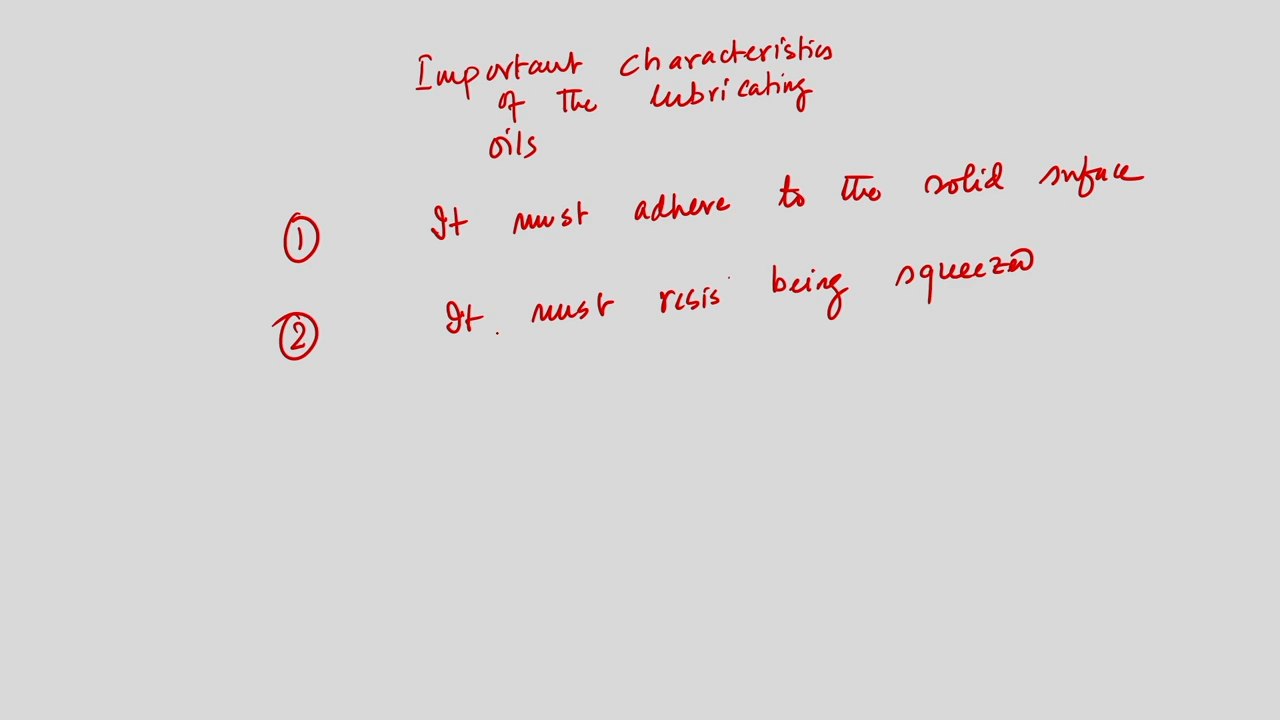 Important characteristics
of the lubricating
oils
① It must adhere to the solid surface
② It must resis being squeezed